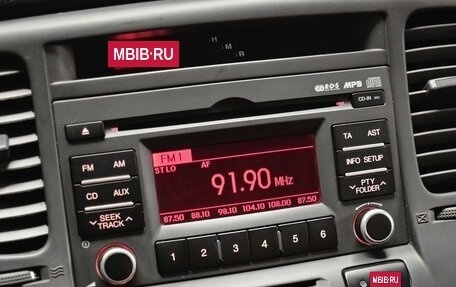 MBIB.RU
H
M
R
RDS MP3
CD-IN
FM AM
CD AUX
SEEK
TRACK
FM 1
ST LO AF
91.90 MHz
87.50 88.10 98.10 104.10 108.00 87.50
1 2 3 4 5 6
TA AST
INFO SETUP
PTY
FOLDER
MBIB.RU